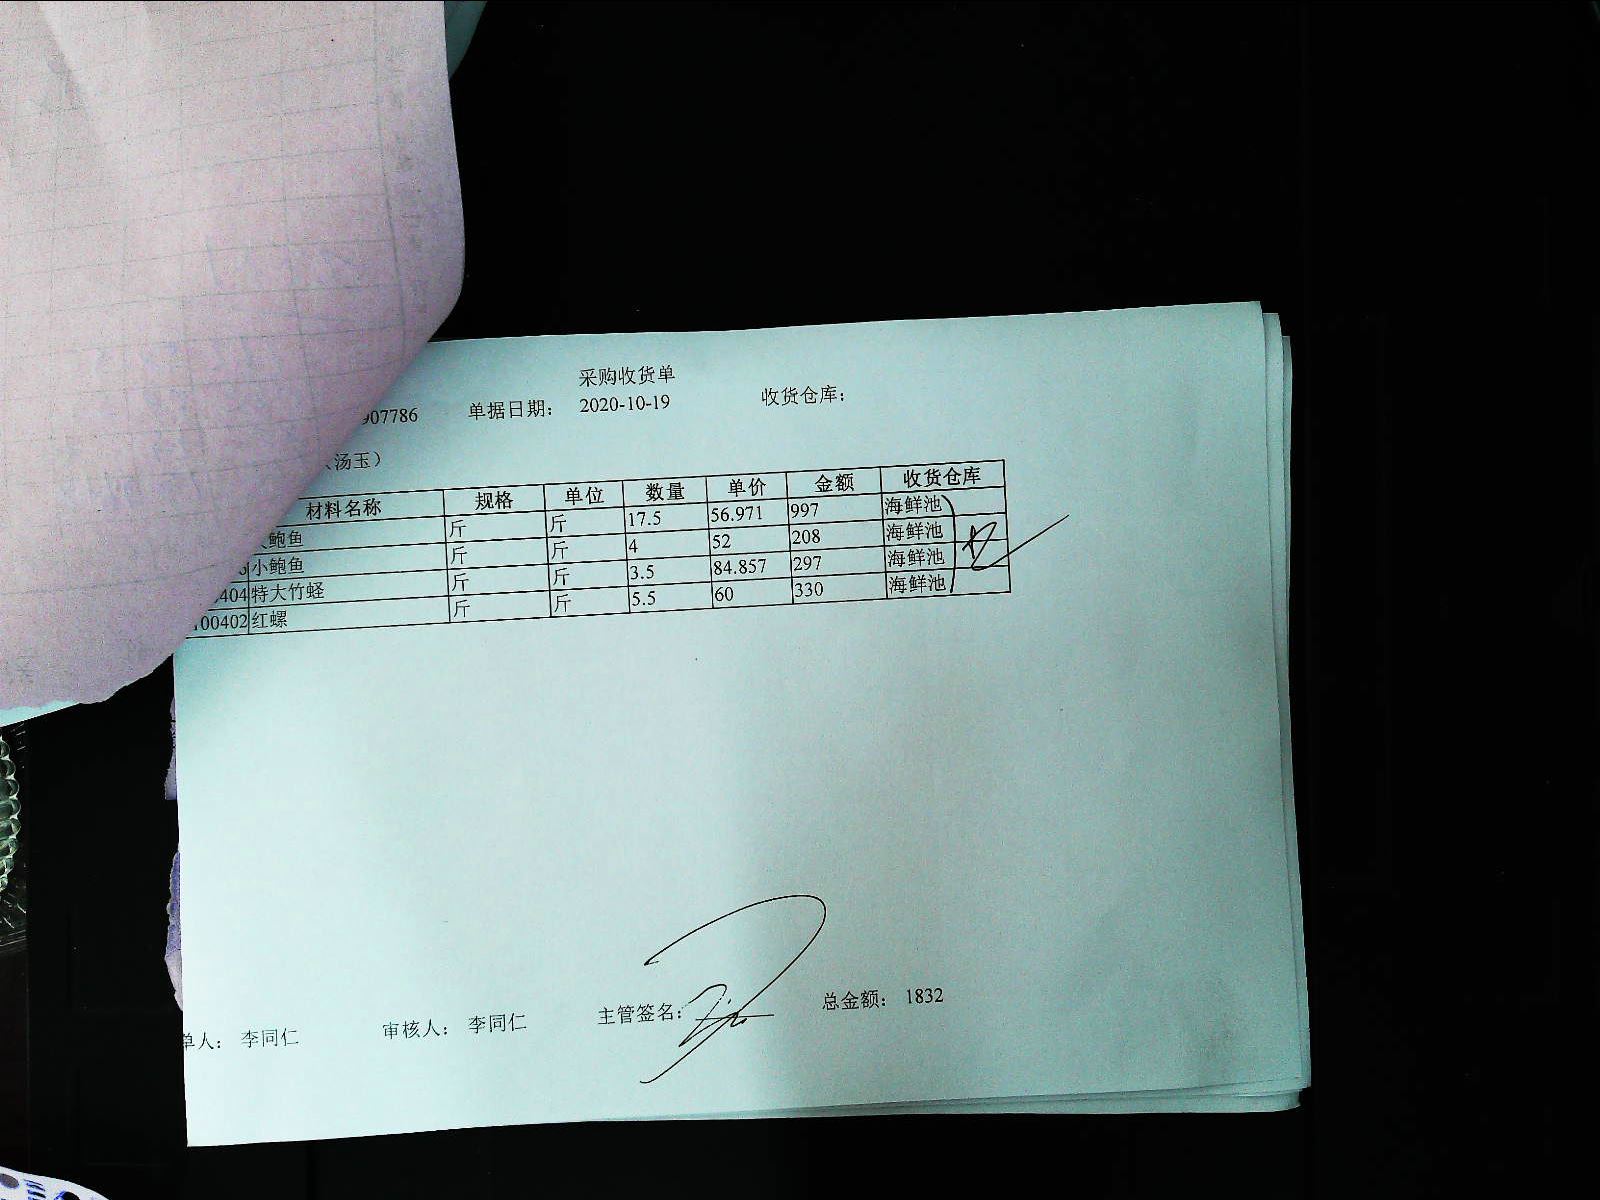 采购收货单
907786 单据日期: 2020-10-19 收货仓库:
(汤玉)
材料名称 规格 单位 数量 单价 金额 收货仓库
鲍鱼 斤 斤 17.5 56.971 997 海鲜池
小鲍鱼 斤 斤 4 52 208 海鲜池
404 特大竹蛏 斤 斤 3.5 84.857 297 海鲜池
100402 红螺 斤 斤 5.5 60 330 海鲜池
单人: 李同仁 审核人: 李同仁 主管签名: 总金额: 1832